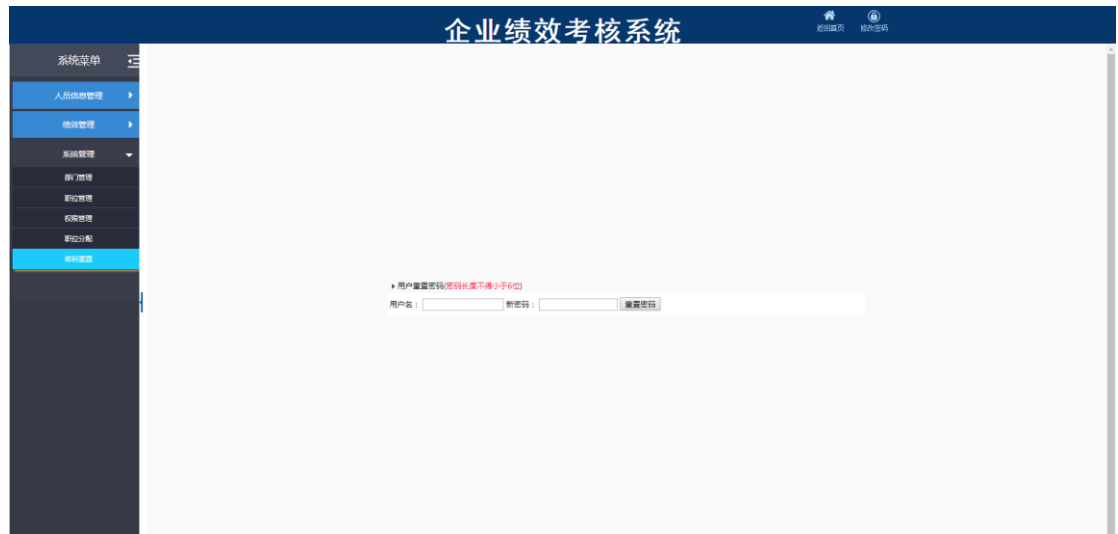 企业绩效考核系统
返回首页 修改密码
系统菜单
人员信息管理
绩效管理
系统管理
部门管理
职位管理
权限管理
职位分配
密码重置
用户重置密码(密码长度不得小于6位)
用户名： 新密码： 重置密码